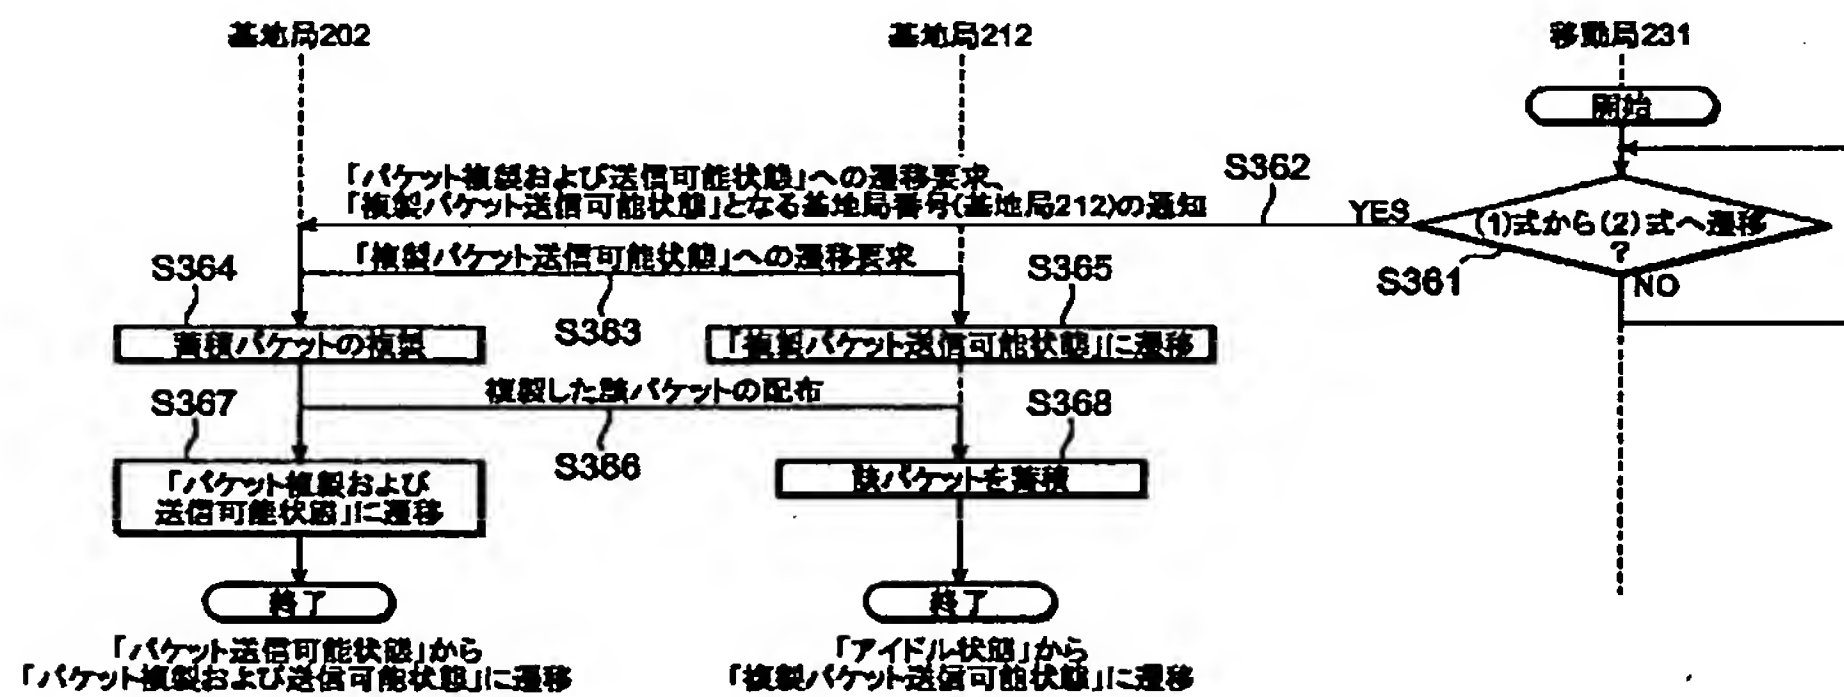 基地局202
基地局212
移動局231
開始
「パケット複製および送信可能状態」への遷移要求、
「複製パケット送信可能状態」となる基地局番号(基地局212)の通知
S362
YES
(1)式から(2)式へ遷移
?
S361
NO
「複製パケット送信可能状態」への遷移要求
S364
S363
S365
蓄積パケットの複製
「複製パケット送信可能状態」に遷移
複製した該パケットの配布
S367
S366
S368
「パケット複製および
送信可能状態」に遷移
該パケットを蓄積
終了
終了
「パケット送信可能状態」から
「パケット複製および送信可能状態」に遷移
「アイドル状態」から
「複製パケット送信可能状態」に遷移